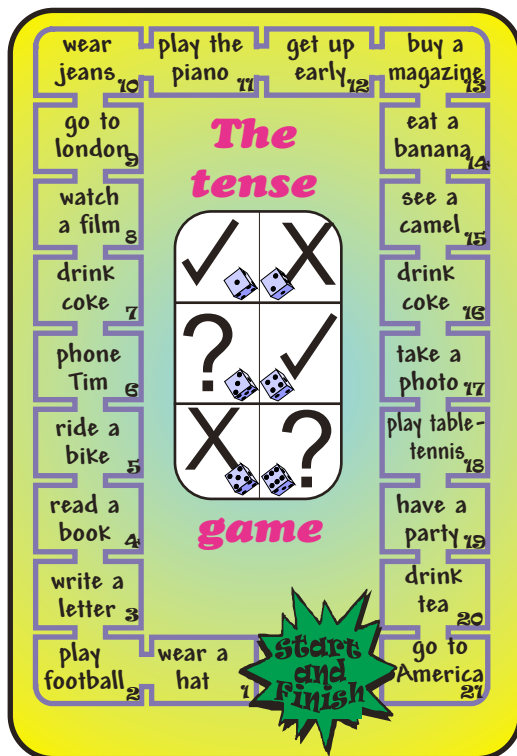 wear
jeans
10
play the
piano
11
get up
early
12
buy a
magazine
13
go to
london
9
The
tense
eat a
banana
14
watch
a film
8
see a
camel
15
drink
coke
7
drink
coke
16
phone
Tim
6
take a
photo
17
ride a
bike
5
play table-
tennis
18
read a
book
4
game
have a
party
19
write a
letter
3
drink
tea
20
play
football
2
wear a
hat
1
start
and
Finish
go to
America
21